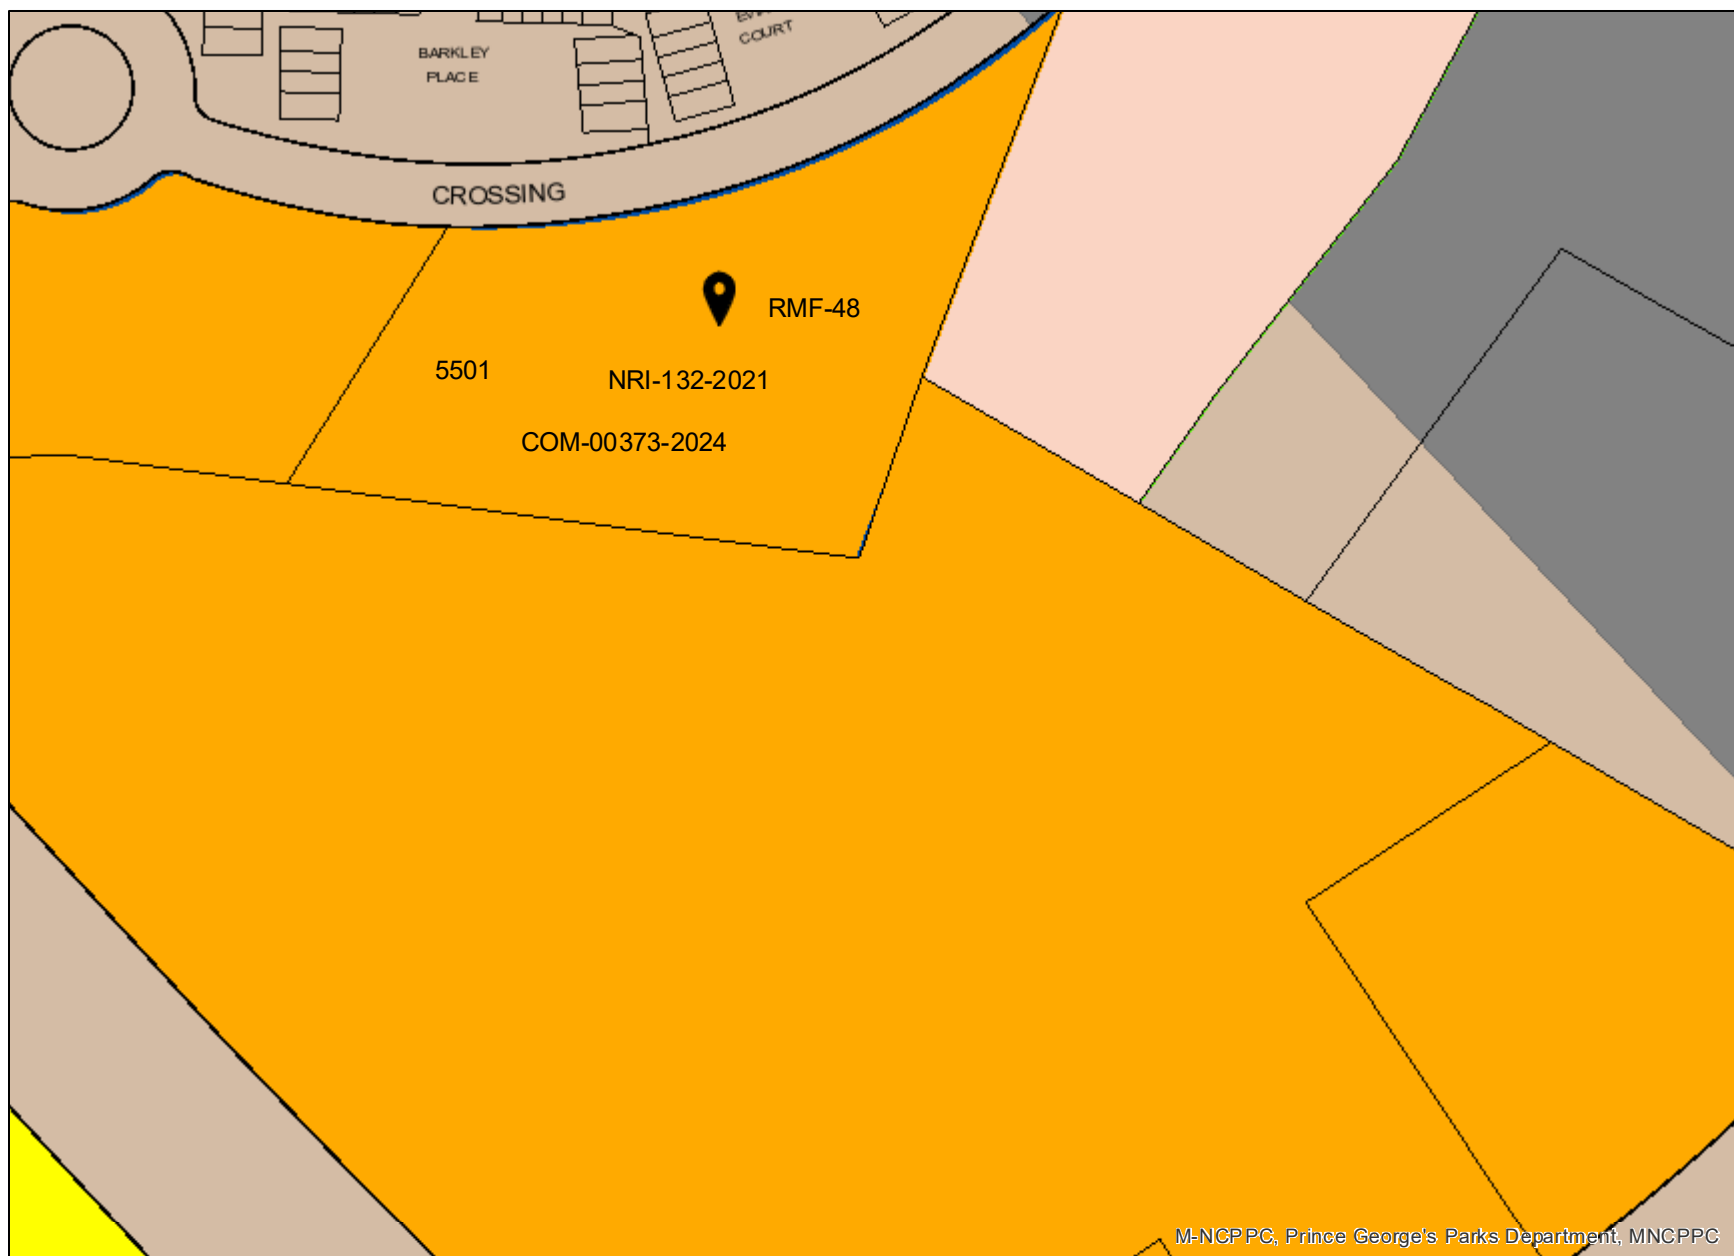 COURT
BARKLEY
PLACE
CROSSING
RMF-48
5501
NRI-132-2021
COM-00373-2024
M-NCPPC, Prince George's Parks Department, MNCPPC